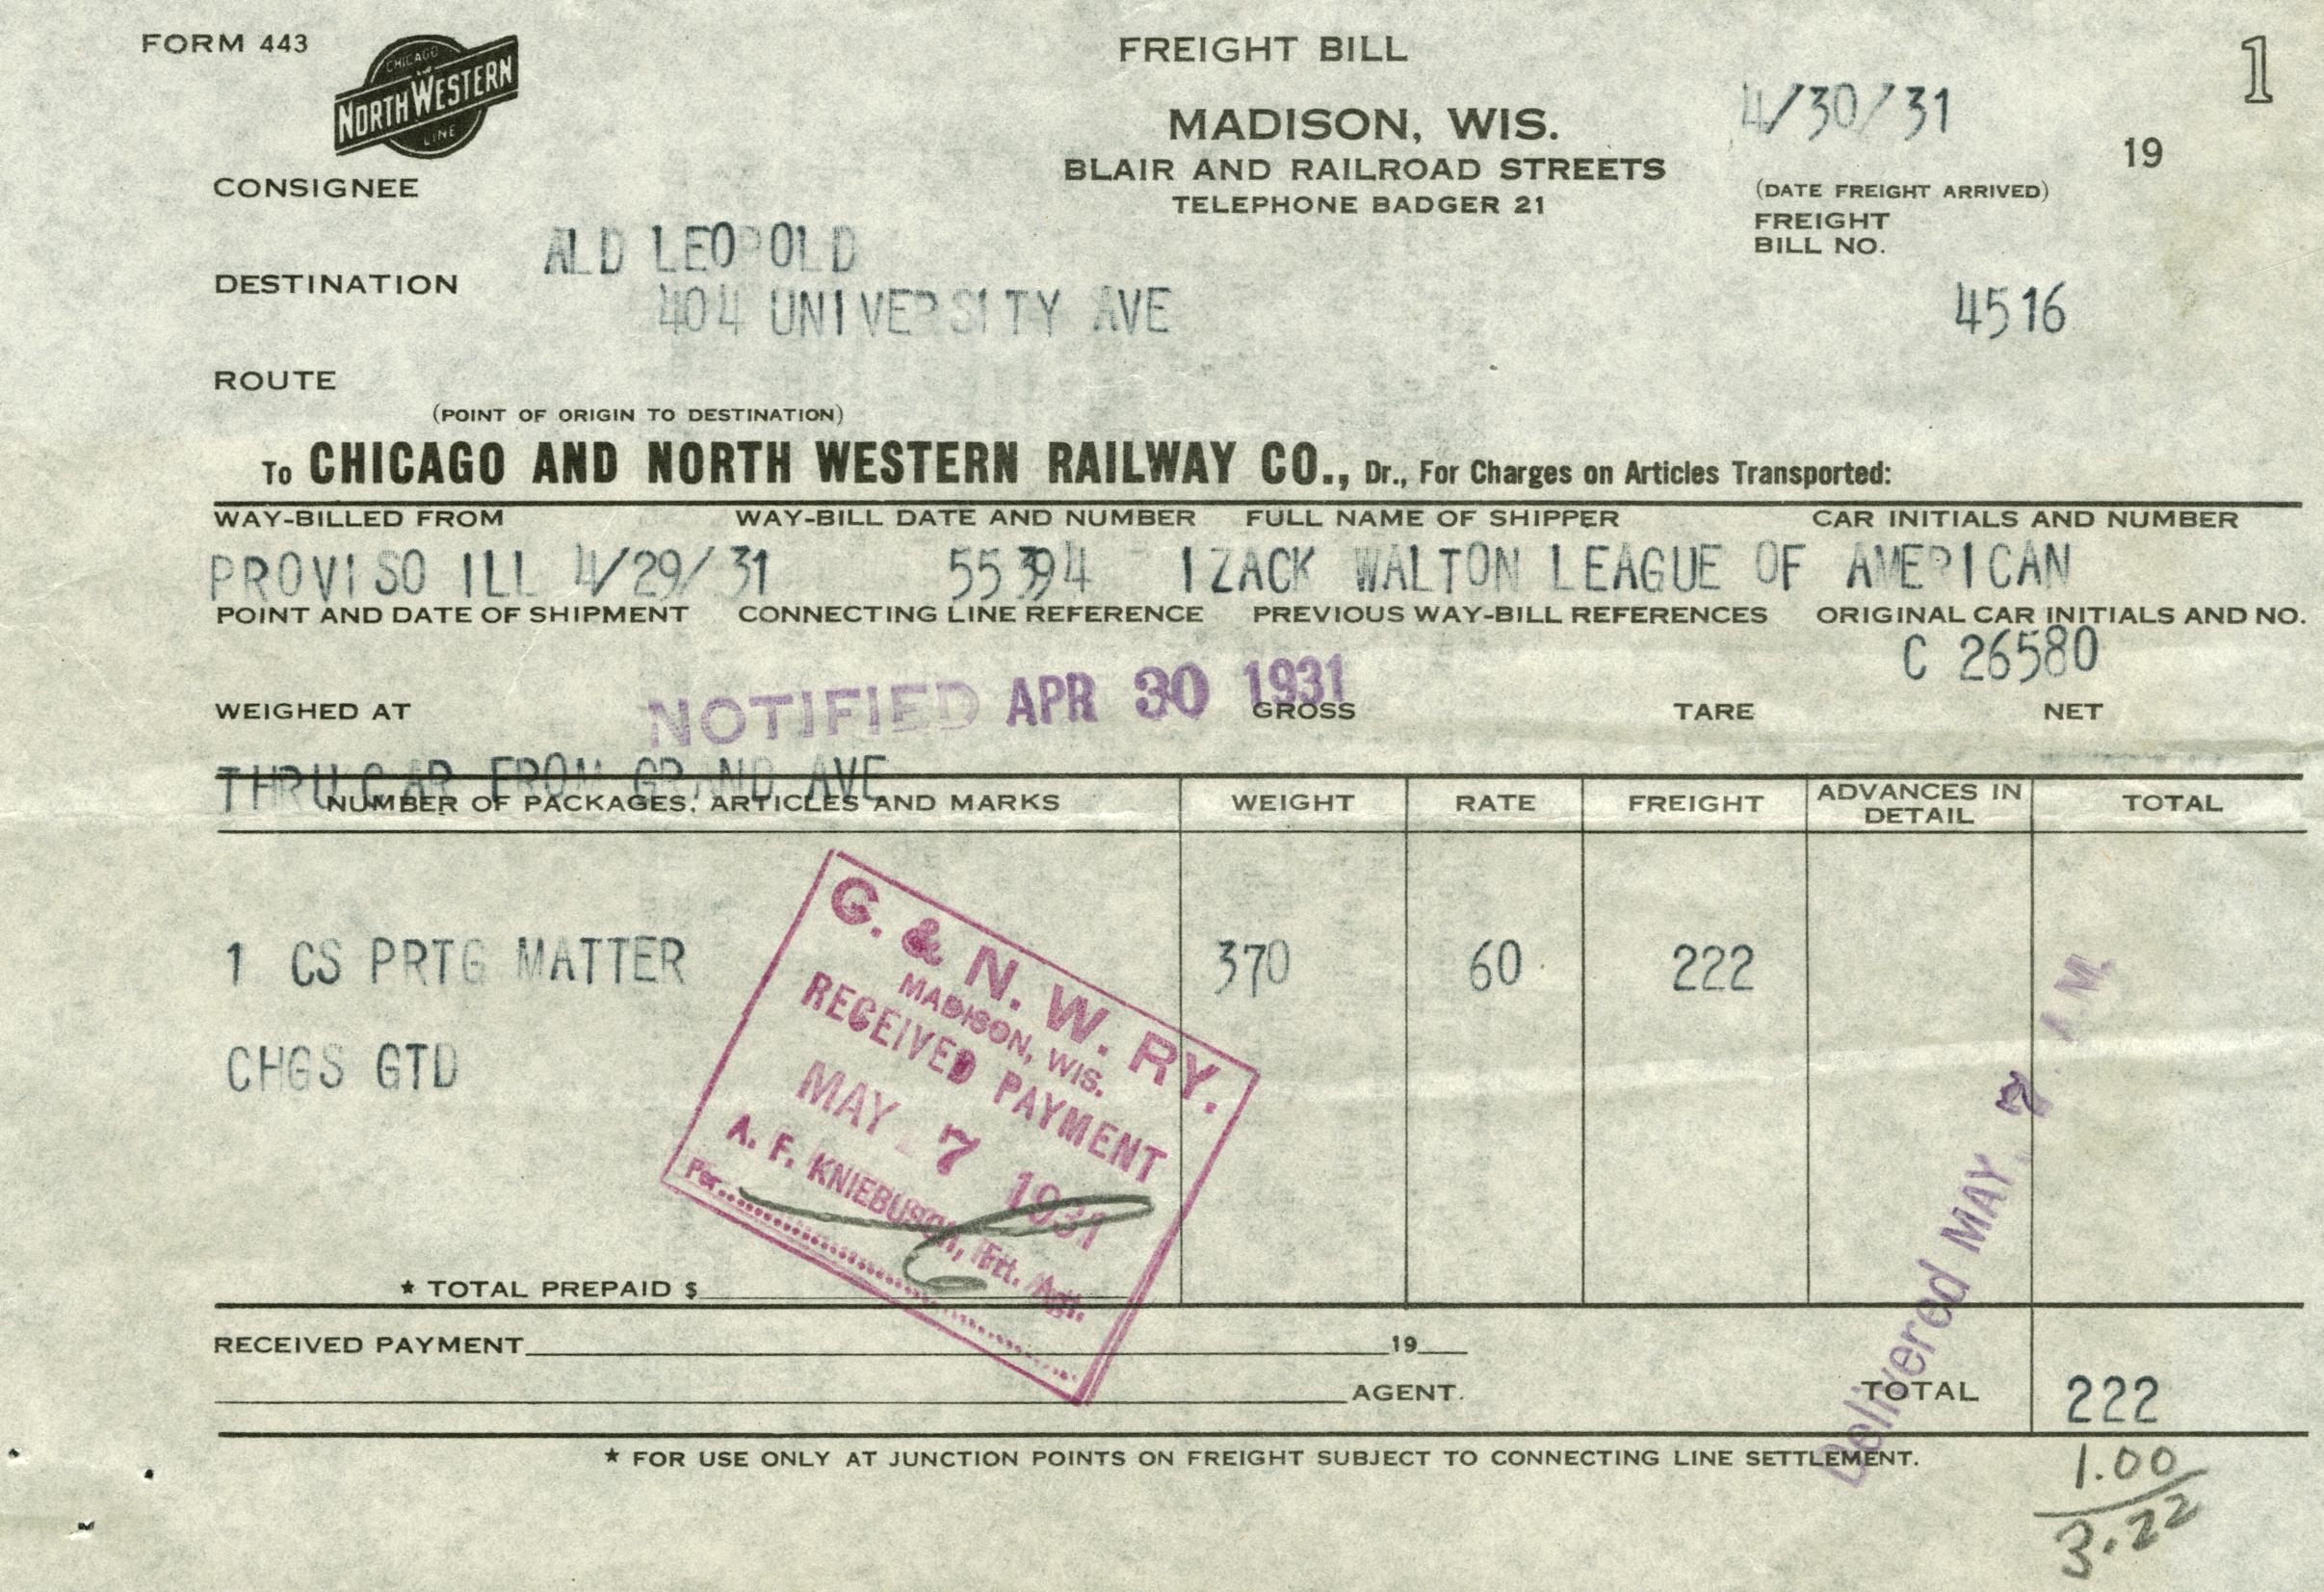 FORM 443
CHICAGO
AND
NORTH WESTERN
LINE
FREIGHT BILL
1
MADISON, WIS.
4/30/31
19
BLAIR AND RAILROAD STREETS
TELEPHONE BADGER 21
(DATE FREIGHT ARRIVED)
CONSIGNEE
FREIGHT
BILL NO.
ALD LEOPOLD
DESTINATION
404 UNIVERSITY AVE
4516
ROUTE
(POINT OF ORIGIN TO DESTINATION)
To CHICAGO AND NORTH WESTERN RAILWAY CO., Dr., For Charges on Articles Transported:
WAY-BILLED FROM WAY-BILL DATE AND NUMBER FULL NAME OF SHIPPER CAR INITIALS AND NUMBER
PROVISO ILL 4/29/31 55394 IZACK WALTON LEAGUE OF AMERICAN
POINT AND DATE OF SHIPMENT CONNECTING LINE REFERENCE PREVIOUS WAY-BILL REFERENCES ORIGINAL CAR INITIALS AND NO.
C 26580
NOTIFIED APR 30 1931
WEIGHED AT GROSS TARE NET
THRU CAR FROM GRAND AVE
NUMBER OF PACKAGES, ARTICLES AND MARKS WEIGHT RATE FREIGHT ADVANCES IN DETAIL TOTAL
1 CS PRTG MATTER 370 60 222
CHGS GTD
C. & N. W. RY.
MADISON, WIS.
RECEIVED PAYMENT
MAY 7 1931
A. F. KNIEBUSCH, Frt. Agt.
Per
Delivered MAY 7 A.M.
★ TOTAL PREPAID $
RECEIVED PAYMENT 19
AGENT. TOTAL 222
★ FOR USE ONLY AT JUNCTION POINTS ON FREIGHT SUBJECT TO CONNECTING LINE SETTLEMENT.
1.00
3.22